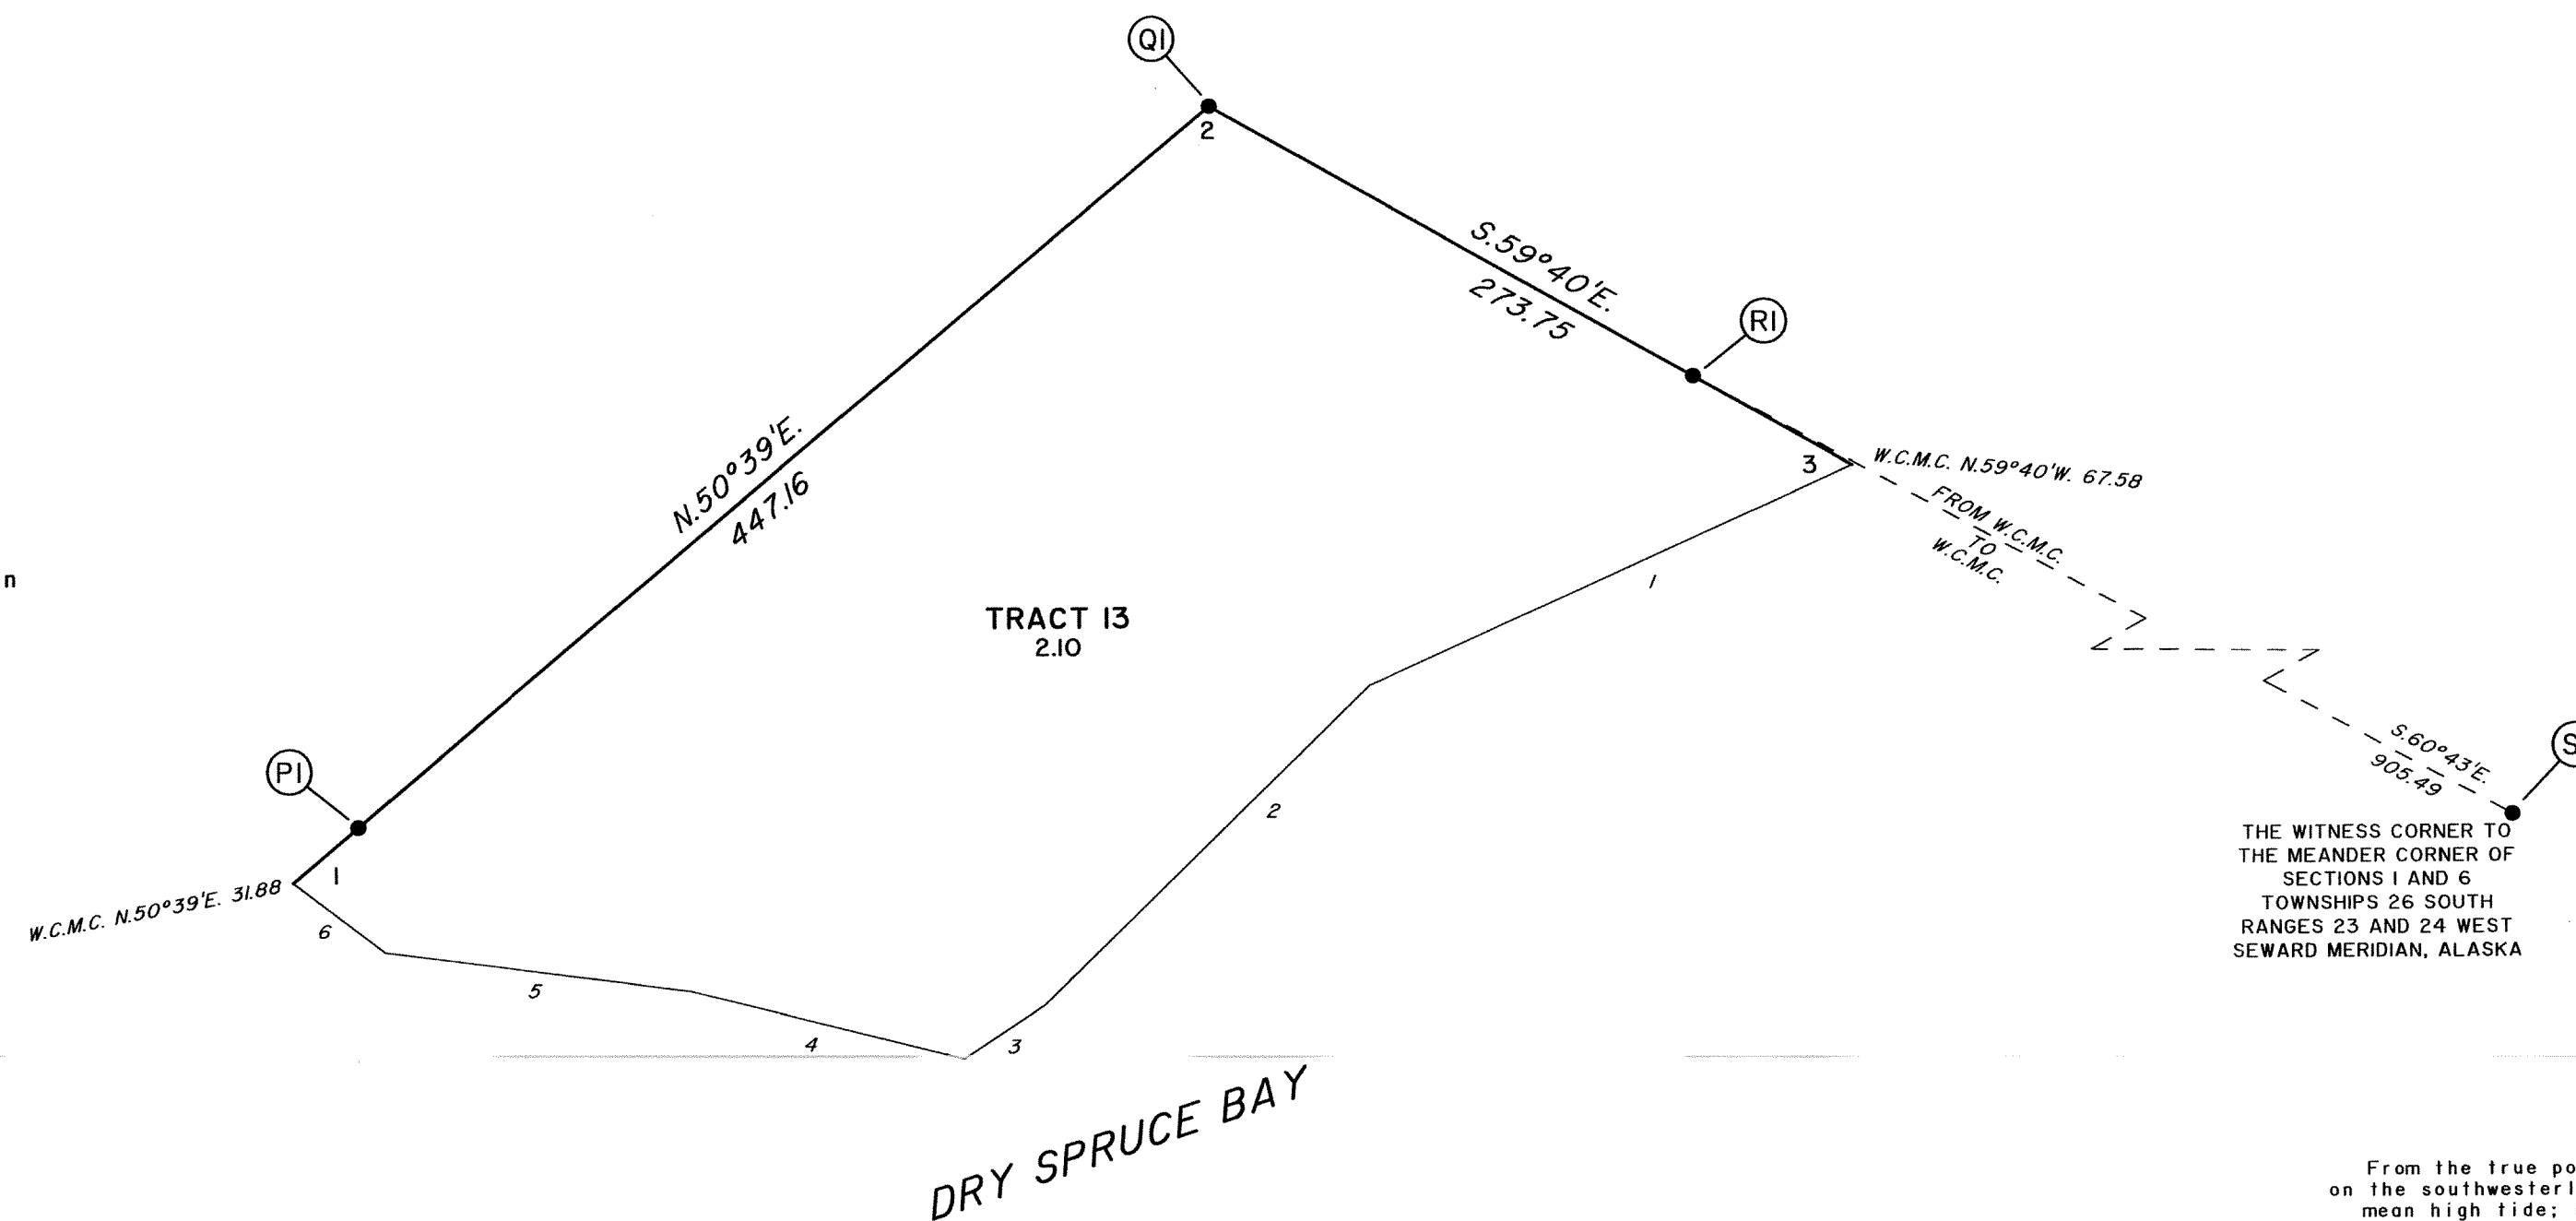 Q1
2
S.59°40'E.
273.75
R1
3
W.C.M.C. N.59°40'W. 67.58
N.50°39'E.
447.16
FROM W.C.M.C.
TO
W.C.M.C.
n
1
TRACT 13
2.10
P1
S.60°43'E.
905.49
S
2
THE WITNESS CORNER TO
THE MEANDER CORNER OF
SECTIONS 1 AND 6
TOWNSHIPS 26 SOUTH
RANGES 23 AND 24 WEST
SEWARD MERIDIAN, ALASKA
1
W.C.M.C. N.50°39'E. 31.88
6
5
4
3
DRY SPRUCE BAY
From the true po
on the southwesterl
mean high tide;